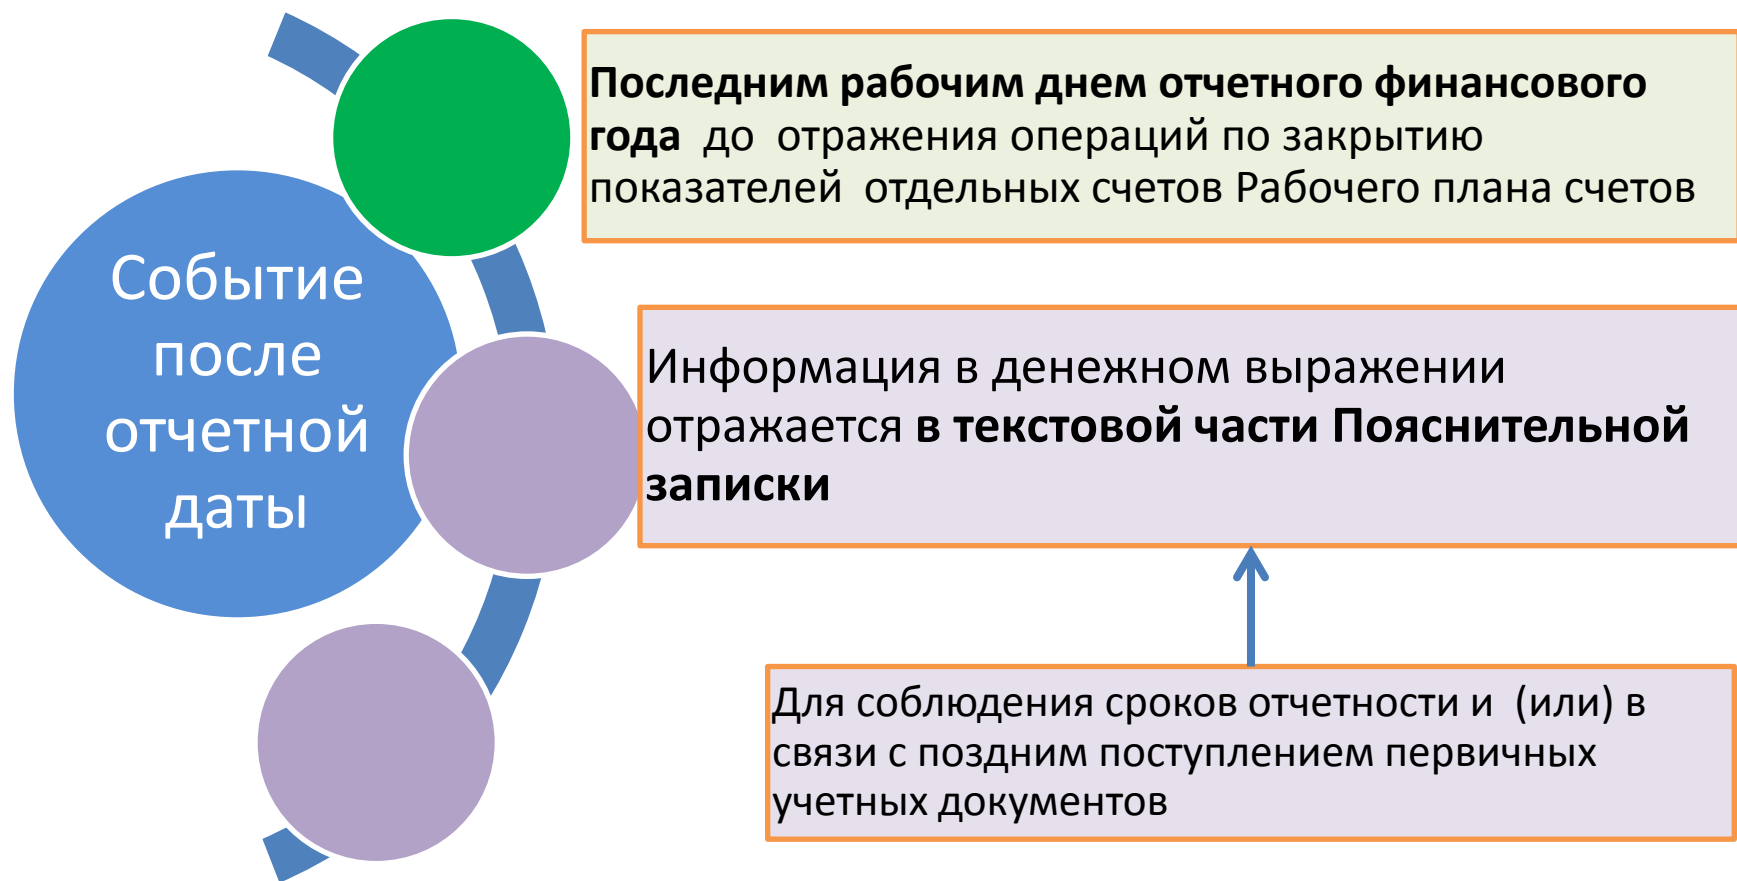 Событие
после
отчетной
даты
Последним рабочим днем отчетного финансового
года до отражения операций по закрытию
показателей отдельных счетов Рабочего плана счетов
Информация в денежном выражении
отражается в текстовой части Пояснительной
записки
Для соблюдения сроков отчетности и (или) в
связи с поздним поступлением первичных
учетных документов